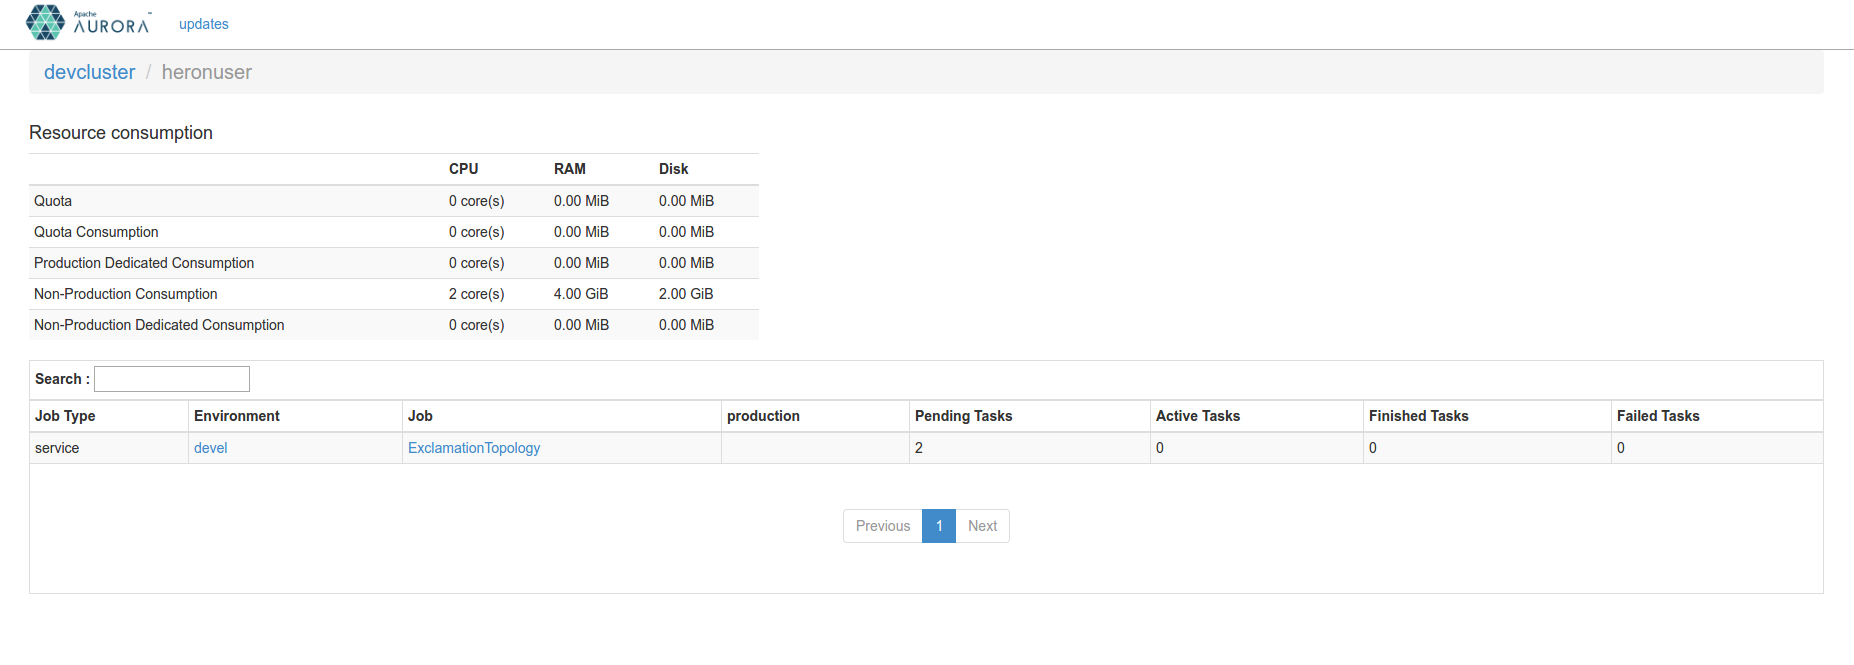 Apache
AURORA™ updates
devcluster / heronuser
Resource consumption
CPU RAM Disk
Quota 0 core(s) 0.00 MiB 0.00 MiB
Quota Consumption 0 core(s) 0.00 MiB 0.00 MiB
Production Dedicated Consumption 0 core(s) 0.00 MiB 0.00 MiB
Non-Production Consumption 2 core(s) 4.00 GiB 2.00 GiB
Non-Production Dedicated Consumption 0 core(s) 0.00 MiB 0.00 MiB
Search :
Job Type Environment Job production Pending Tasks Active Tasks Finished Tasks Failed Tasks
service devel ExclamationTopology 2 0 0 0
Previous 1 Next